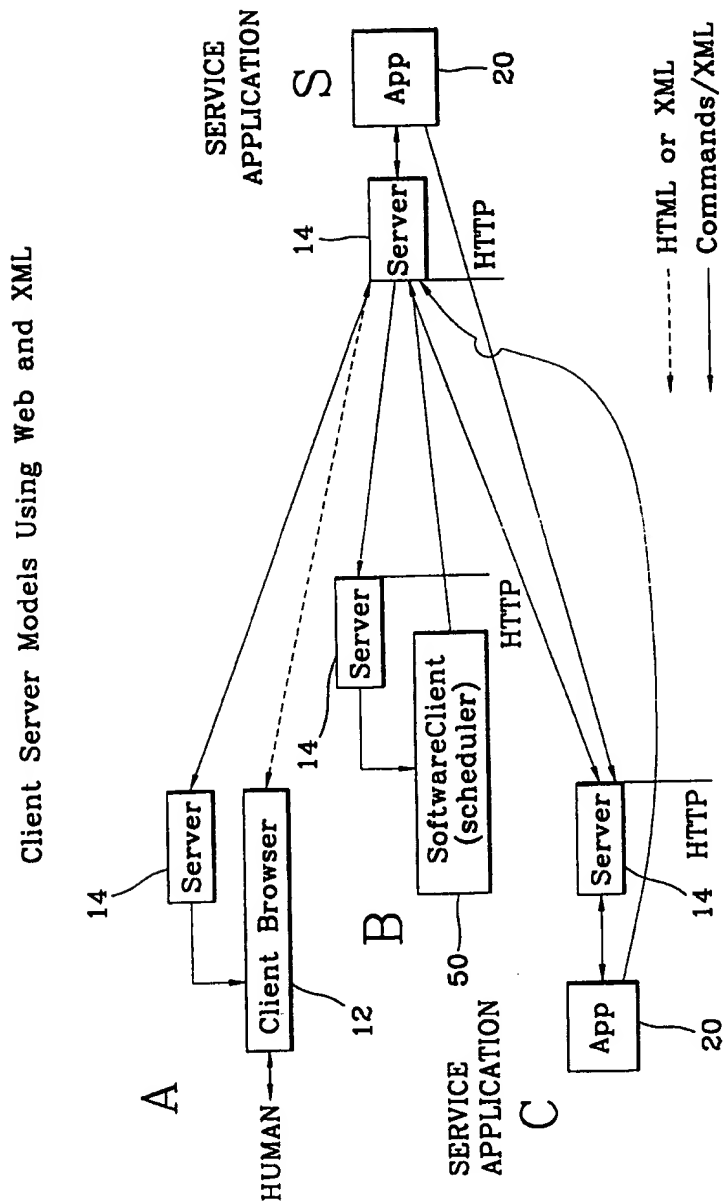 Client Server Models Using Web and XML
A
HUMAN
14
Server
Client Browser
12
B
14
Server
SoftwareClient
(scheduler)
50
HTTP
SERVICE
APPLICATION
C
App
20
Server
14
HTTP
SERVICE
APPLICATION
S
14
Server
App
20
HTTP
HTML or XML
Commands/XML